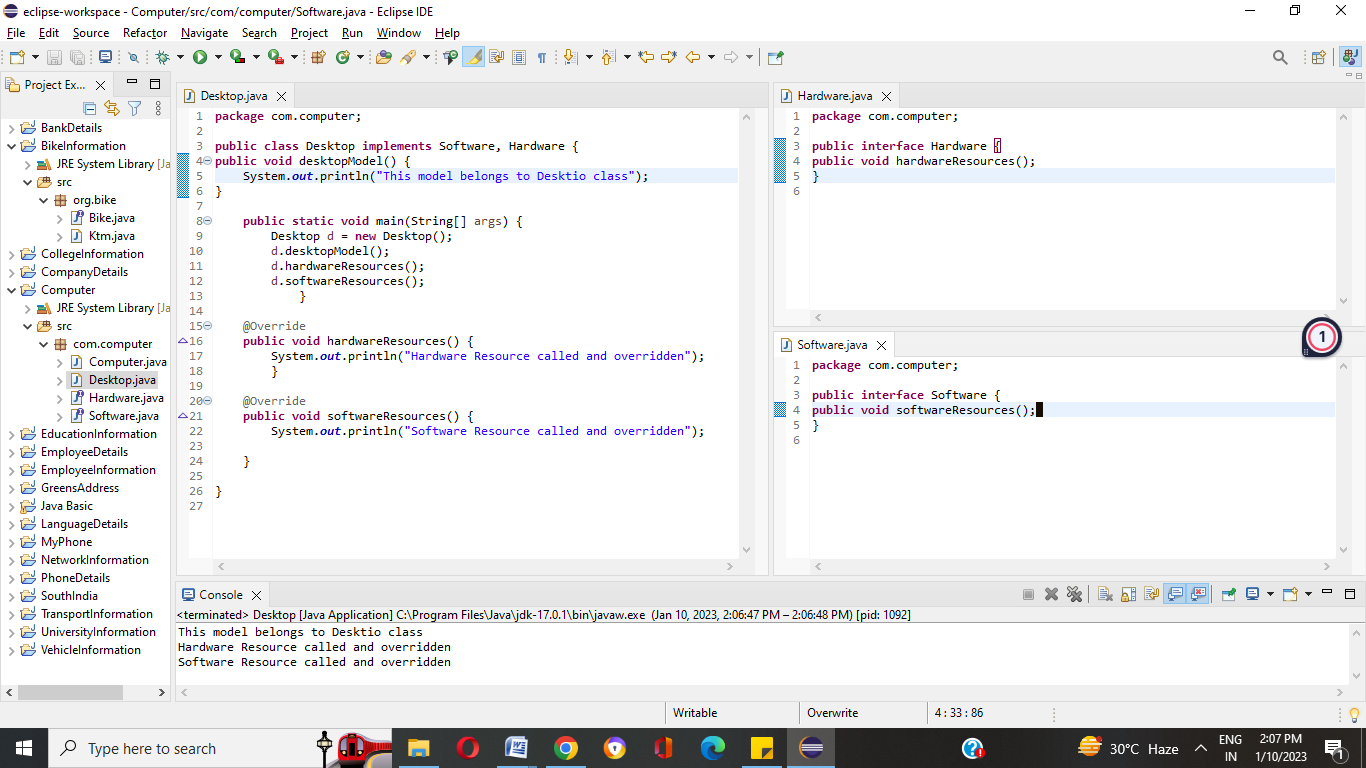 eclipse-workspace - Computer/src/com/computer/Software.java - Eclipse IDE
File Edit Source Refactor Navigate Search Project Run Window Help
Project Ex...
BankDetails
BikeInformation
JRE System Library [Ja
src
org.bike
Bike.java
Ktm.java
CollegeInformation
CompanyDetails
Computer
JRE System Library [Ja
src
com.computer
Computer.java
Desktop.java
Hardware.java
Software.java
EducationInformation
EmployeeDetails
EmployeeInformation
GreensAddress
Java Basic
LanguageDetails
MyPhone
NetworkInformation
PhoneDetails
SouthIndia
TransportInformation
UniversityInformation
VehicleInformation
Desktop.java
1 package com.computer;
2
3 public class Desktop implements Software, Hardware {
4 public void desktopModel() {
5 System.out.println("This model belongs to Desktio class");
6 }
7
8 public static void main(String[] args) {
9 Desktop d = new Desktop();
10 d.desktopModel();
11 d.hardwareResources();
12 d.softwareResources();
13 }
14
15 @Override
16 public void hardwareResources() {
17 System.out.println("Hardware Resource called and overridden");
18 }
19
20 @Override
21 public void softwareResources() {
22 System.out.println("Software Resource called and overridden");
23
24 }
25
26 }
27
Hardware.java
1 package com.computer;
2
3 public interface Hardware {
4 public void hardwareResources();
5 }
6
1
Software.java
1 package com.computer;
2
3 public interface Software {
4 public void softwareResources();
5 }
6
Console
<terminated> Desktop [Java Application] C:\Program Files\Java\jdk-17.0.1\bin\javaw.exe (Jan 10, 2023, 2:06:47 PM – 2:06:48 PM) [pid: 1092]
This model belongs to Desktio class
Hardware Resource called and overridden
Software Resource called and overridden
Writable Overwrite 4 : 33 : 86
Type here to search
30°C Haze
ENG
IN
2:07 PM
1/10/2023
1